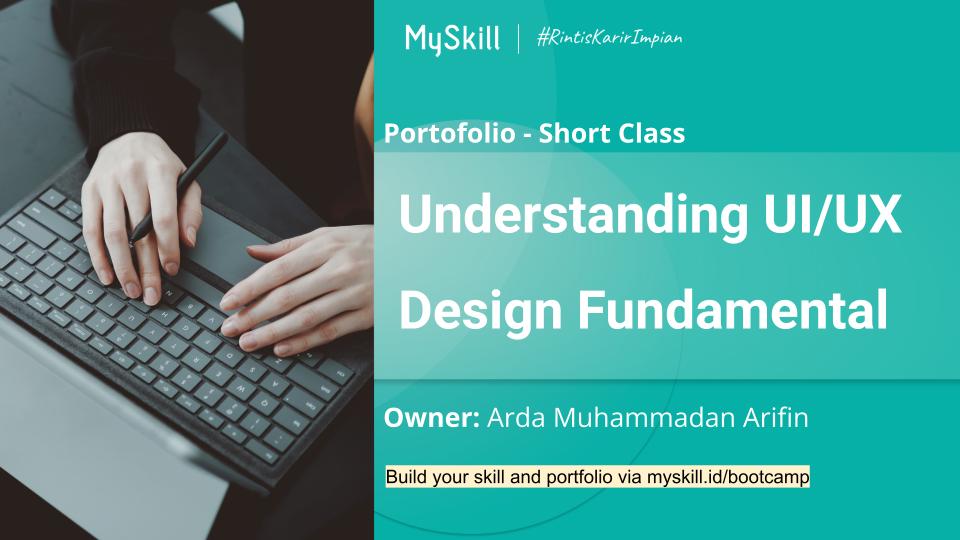 MySkill | #RintisKarirImpian
Portofolio - Short Class
Understanding UI/UX
Design Fundamental
Owner: Arda Muhammadan Arifin
Build your skill and portfolio via myskill.id/bootcamp